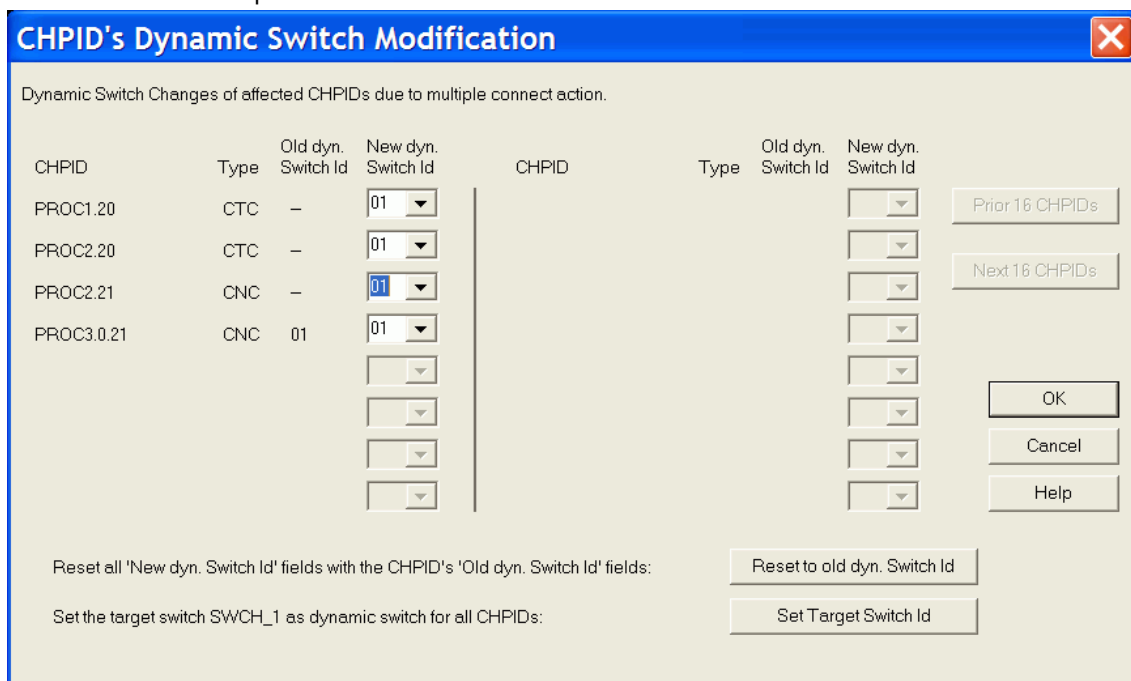 CHPID's Dynamic Switch Modification
Dynamic Switch Changes of affected CHPIDs due to multiple connect action.
CHPID Type Old dyn. Switch Id New dyn. Switch Id CHPID Type Old dyn. Switch Id New dyn. Switch Id
PROC1.20 CTC – 01
PROC2.20 CTC – 01
PROC2.21 CNC – 01
PROC3.0.21 CNC 01 01
Prior 16 CHPIDs
Next 16 CHPIDs
OK
Cancel
Help
Reset all 'New dyn. Switch Id' fields with the CHPID's 'Old dyn. Switch Id' fields: Reset to old dyn. Switch Id
Set the target switch SWCH_1 as dynamic switch for all CHPIDs: Set Target Switch Id